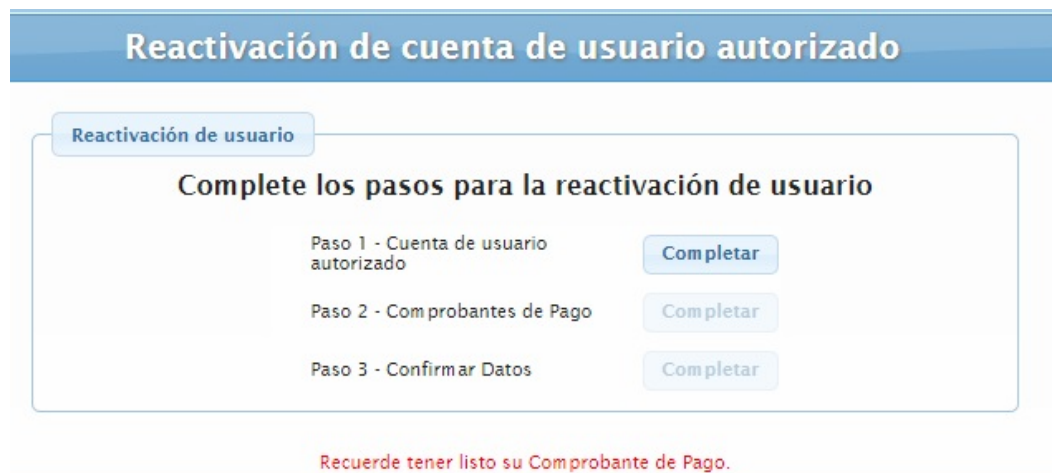 Reactivación de cuenta de usuario autorizado
Reactivación de usuario
Complete los pasos para la reactivación de usuario
Paso 1 - Cuenta de usuario
autorizado
Completar
Paso 2 - Comprobantes de Pago
Completar
Paso 3 - Confirmar Datos
Completar
Recuerde tener listo su Comprobante de Pago.